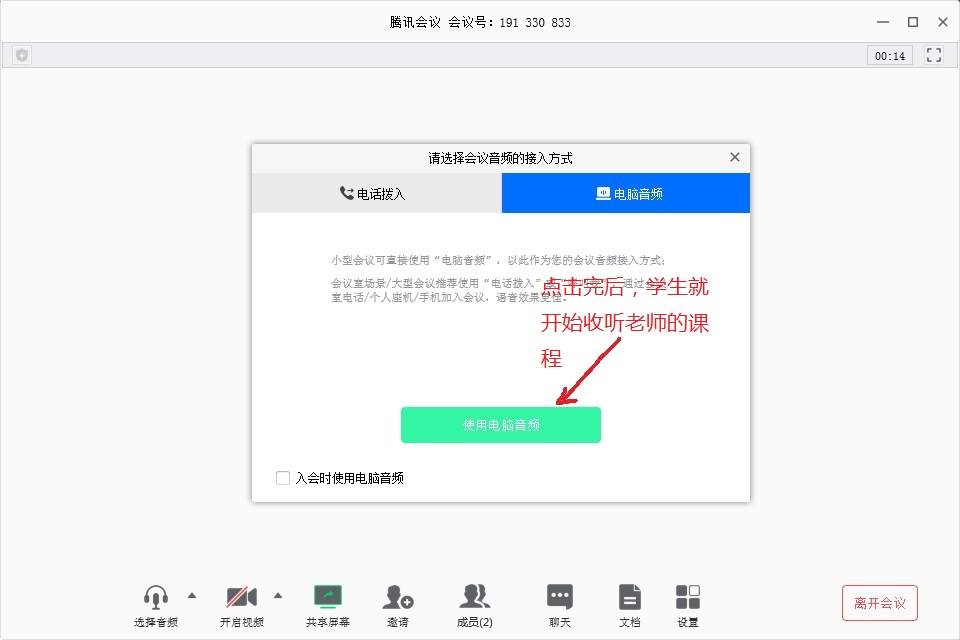 腾讯会议 会议号: 191 330 833
00:14
请选择会议音频的接入方式
电话拨入
电脑音频
小型会议可直接使用“电脑音频”，以此作为您的会议音频接入方式；
会议室场景/大型会议推荐使用“电话拨入”
通过
室电话/个人座机/手机加入会议，语音效果更佳。
点击完后，学生就
开始收听老师的课
程
使用电脑音频
入会时使用电脑音频
选择音频
开启视频
共享屏幕
邀请
成员(2)
聊天
文档
设置
离开会议